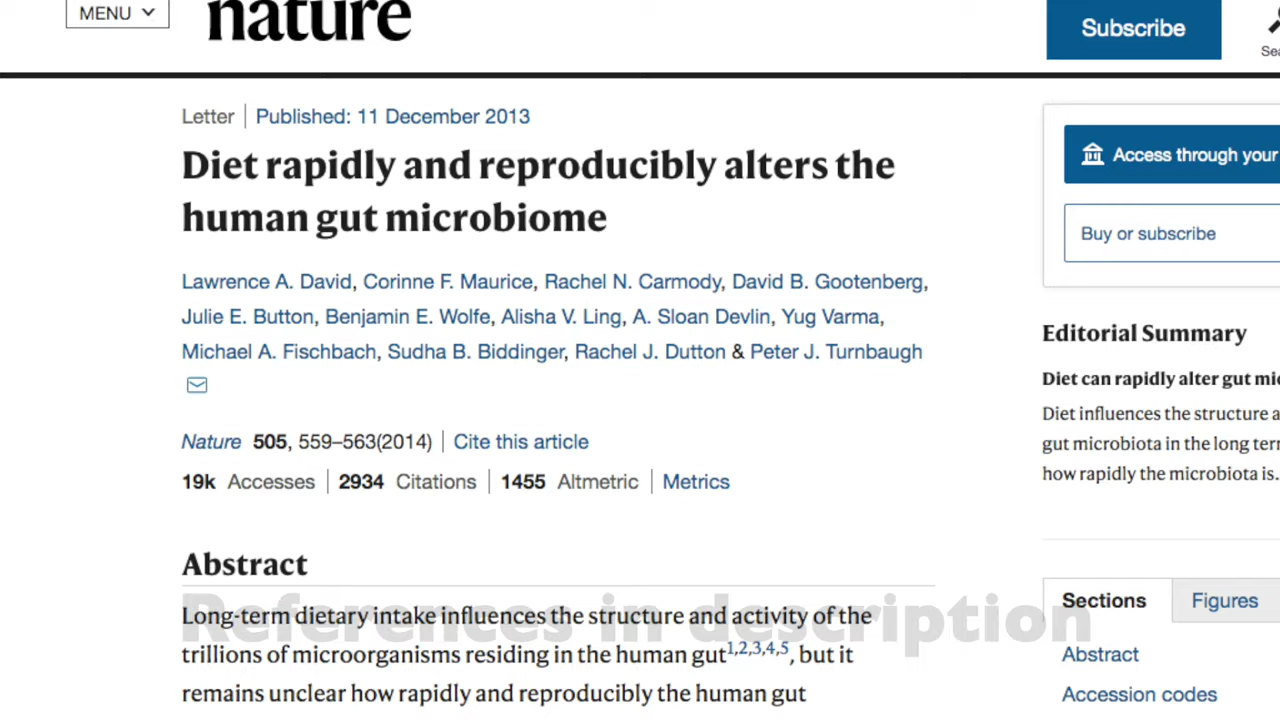 MENU
nature
Subscribe
Letter | Published: 11 December 2013
Diet rapidly and reproducibly alters the
human gut microbiome
Lawrence A. David, Corinne F. Maurice, Rachel N. Carmody, David B. Gootenberg,
Julie E. Button, Benjamin E. Wolfe, Alisha V. Ling, A. Sloan Devlin, Yug Varma,
Michael A. Fischbach, Sudha B. Biddinger, Rachel J. Dutton & Peter J. Turnbaugh
Nature 505, 559–563(2014) | Cite this article
19k Accesses | 2934 Citations | 1455 Altmetric | Metrics
Abstract
Long-term dietary intake influences the structure and activity of the
trillions of microorganisms residing in the human gut1,2,3,4,5, but it
remains unclear how rapidly and reproducibly the human gut
References in description
Access through your
Buy or subscribe
Editorial Summary
Diet can rapidly alter gut
Diet influences the structure
gut microbiota in the long
how rapidly the microbiota is.
Sections
Figures
Abstract
Accession codes